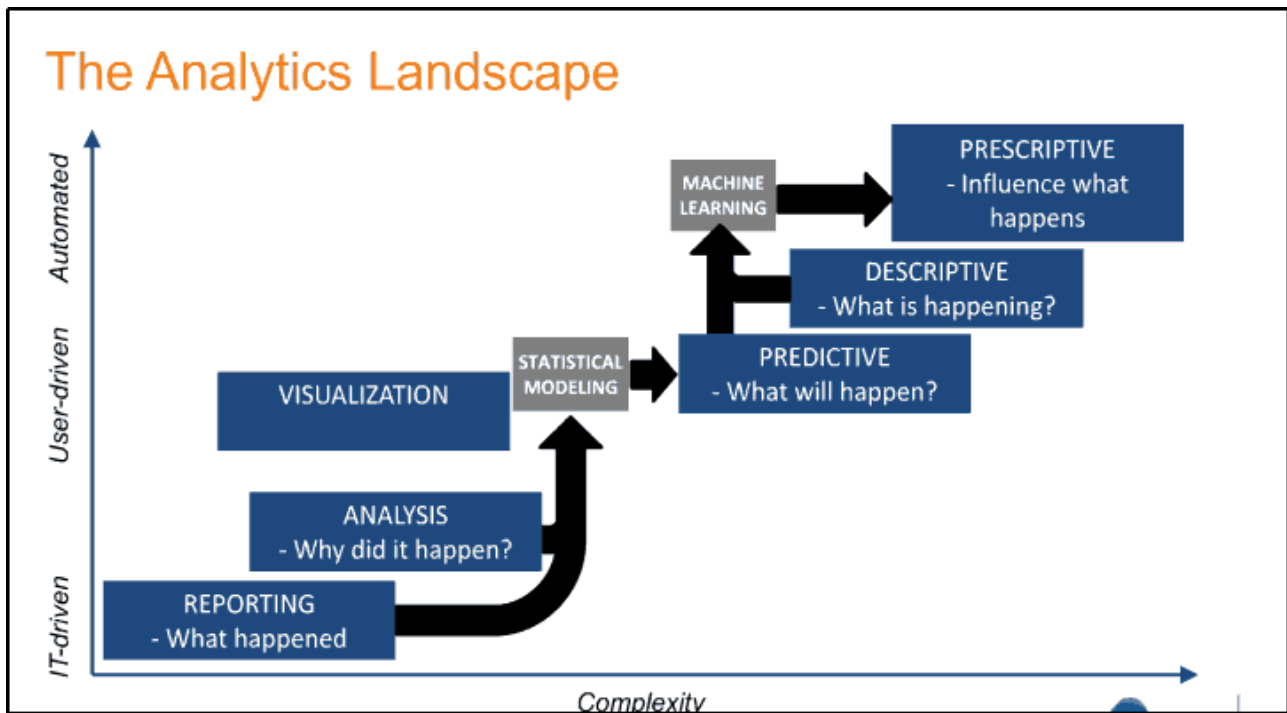 The Analytics Landscape
Automated
User-driven
IT-driven
PRESCRIPTIVE
- Influence what
happens
MACHINE
LEARNING
DESCRIPTIVE
- What is happening?
PREDICTIVE
- What will happen?
STATISTICAL
MODELING
VISUALIZATION
ANALYSIS
- Why did it happen?
REPORTING
- What happened
Complexity